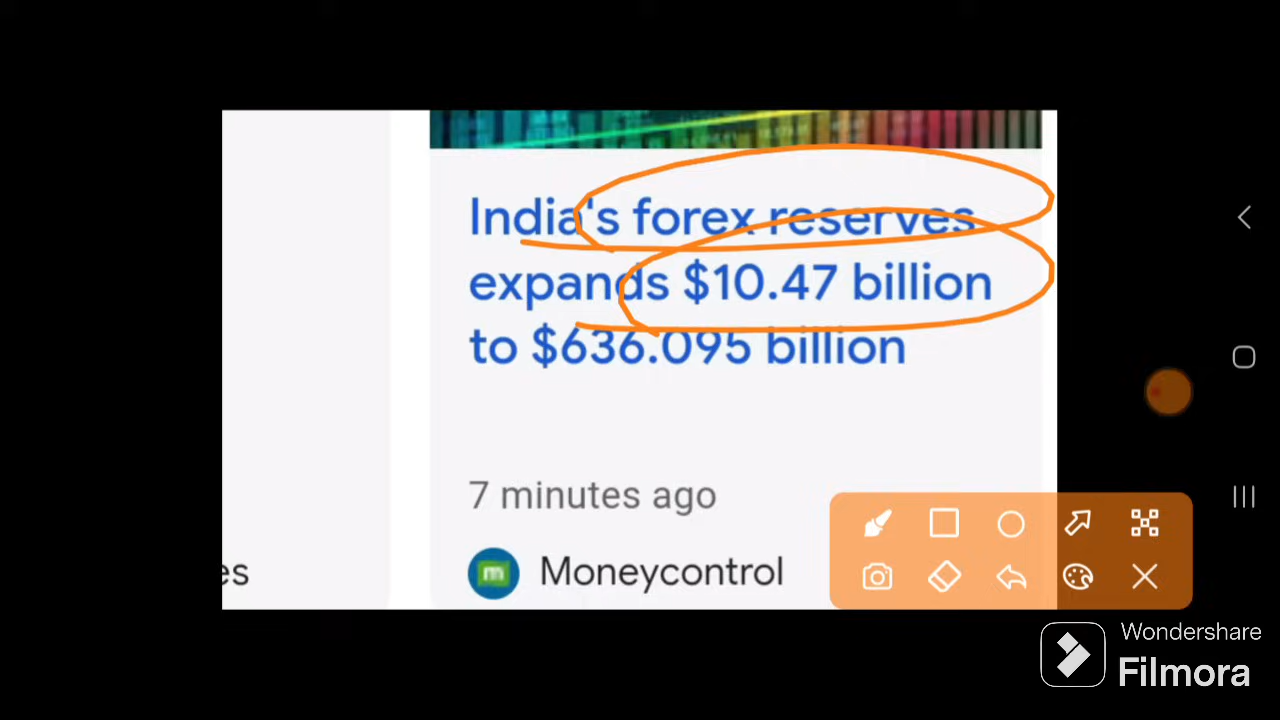 India's forex reserves
expands $10.47 billion
to $636.095 billion
7 minutes ago
es
m Moneycontrol
Wondershare
Filmora